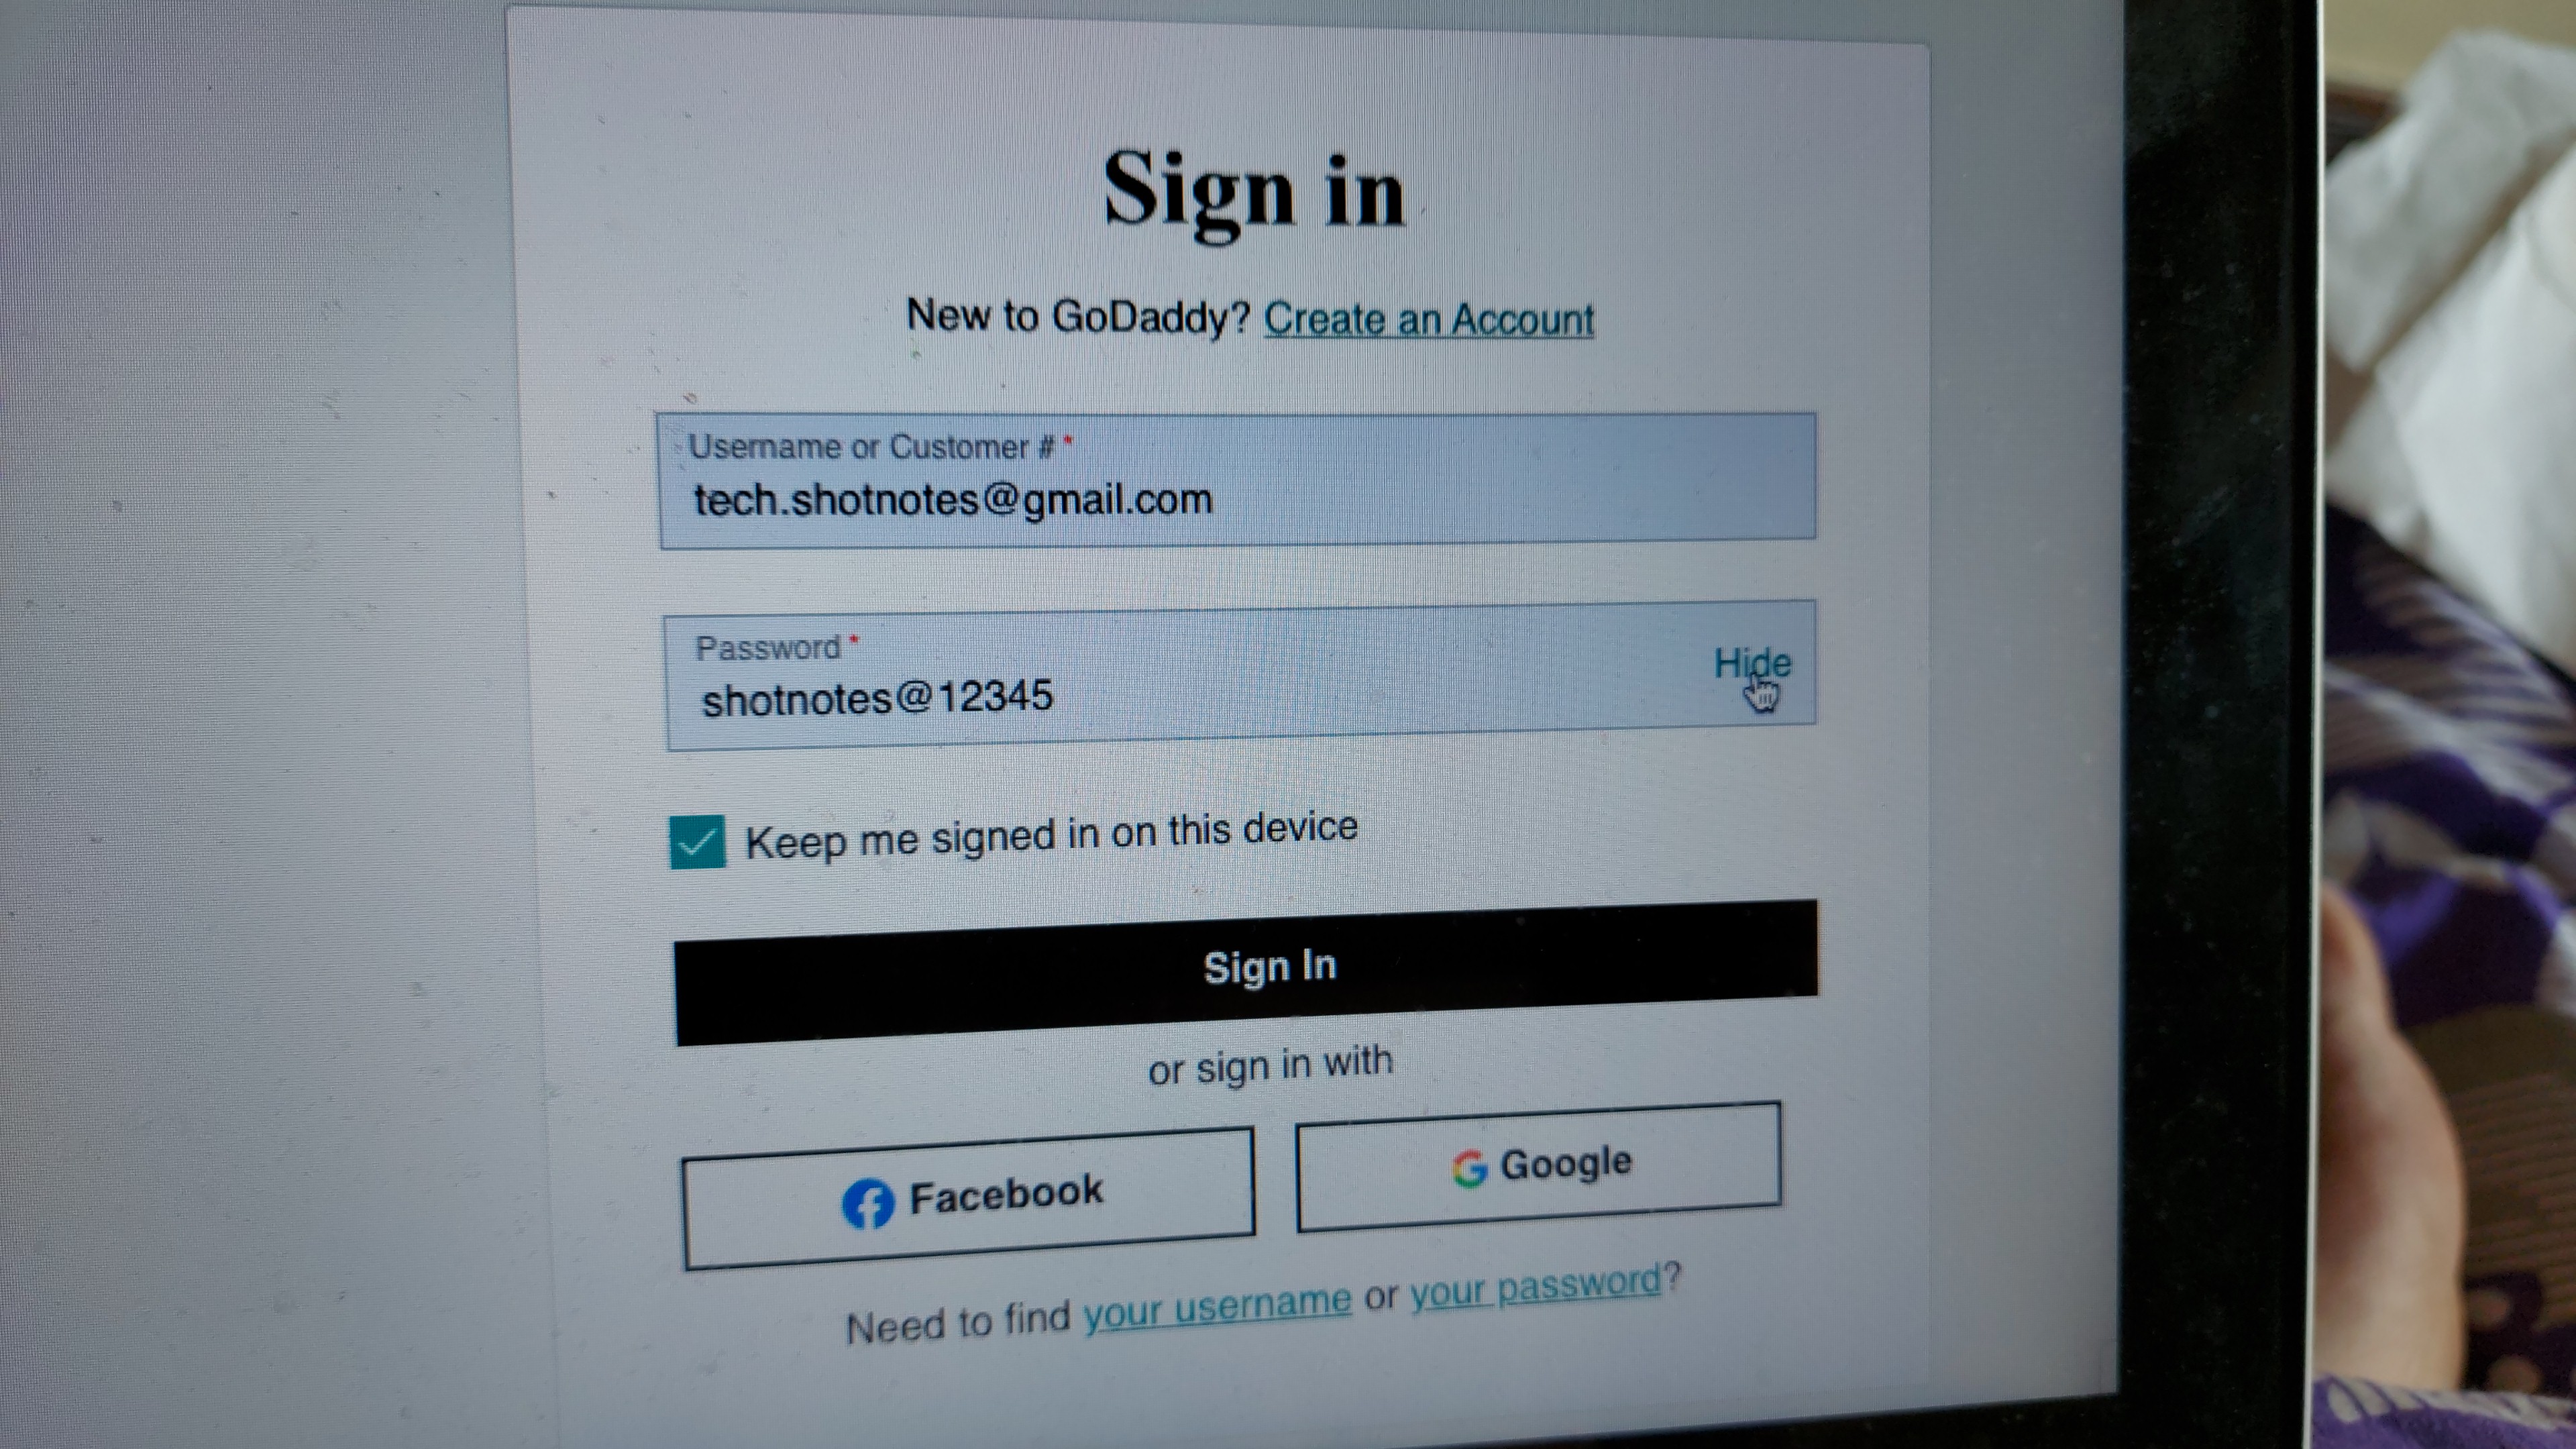 Sign in
New to GoDaddy? Create an Account
Username or Customer # *
tech.shotnotes@gmail.com
Password *
shotnotes@12345
Hide
Keep me signed in on this device
Sign In
or sign in with
Facebook
Google
Need to find your username or your password?